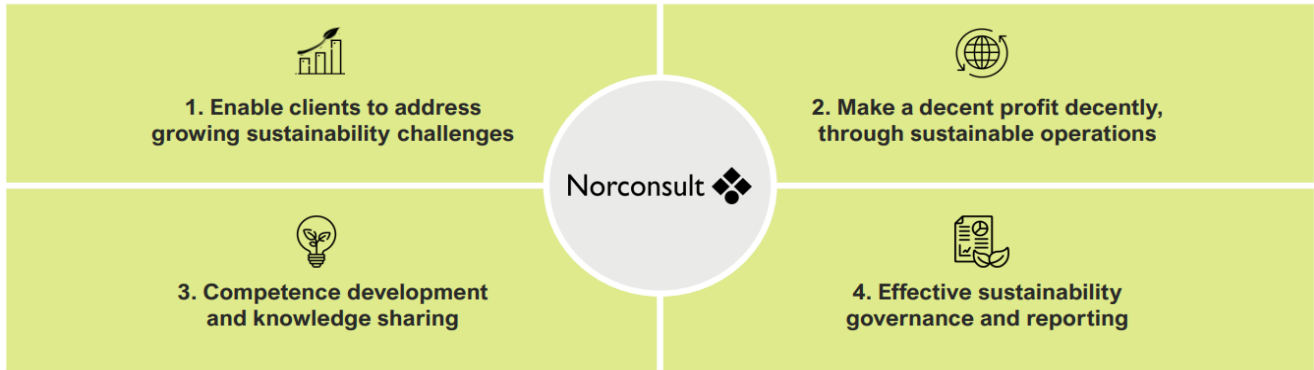 1. Enable clients to address
growing sustainability challenges
2. Make a decent profit decently,
through sustainable operations
Norconsult
3. Competence development
and knowledge sharing
4. Effective sustainability
governance and reporting